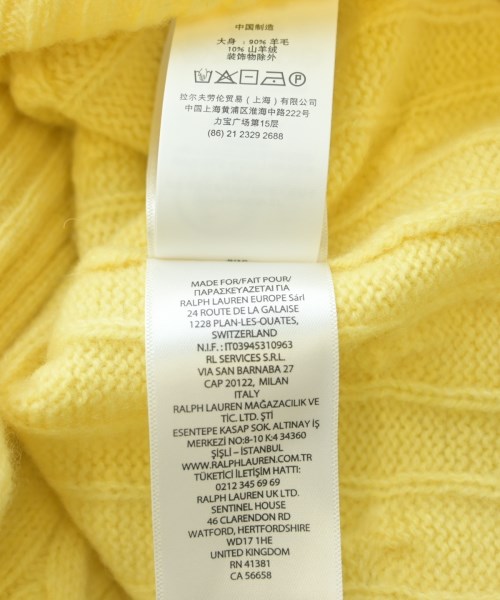 中国制造
大身：90% 羊毛
10% 山羊绒
装饰物除外
P
拉尔夫劳伦贸易（上海）有限公司
中国上海黄浦区淮海中路222号
力宝广场第15层
(86) 21 2329 2688
MADE FOR/FAIT POUR/
ΠΑΡΑΣΚΕΥΑΖΕΤΑΙ ΓΙΑ
RALPH LAUREN EUROPE Sárl
24 ROUTE DE LA GALAISE
1228 PLAN-LES-OUATES,
SWITZERLAND
N.I.F.: IT03945310963
RL SERVICES S.R.L.
VIA SAN BARNABA 27
CAP 20122, MILAN
ITALY
RALPH LAUREN MAĞAZACILIK VE
TİC. LTD. ŞTİ
ESENTEPE KASAP SOK. ALTINAY İŞ
MERKEZİ NO:8-10 K:4 34360
ŞİŞLİ – İSTANBUL
WWW.RALPHLAUREN.COM.TR
TÜKETİCİ İLETİŞİM HATTI:
0212 345 69 69
RALPH LAUREN UK LTD.
SENTINEL HOUSE
46 CLARENDON RD
WATFORD, HERTFORDSHIRE
WD17 1HE
UNITED KINGDOM
RN 41381
CA 56658